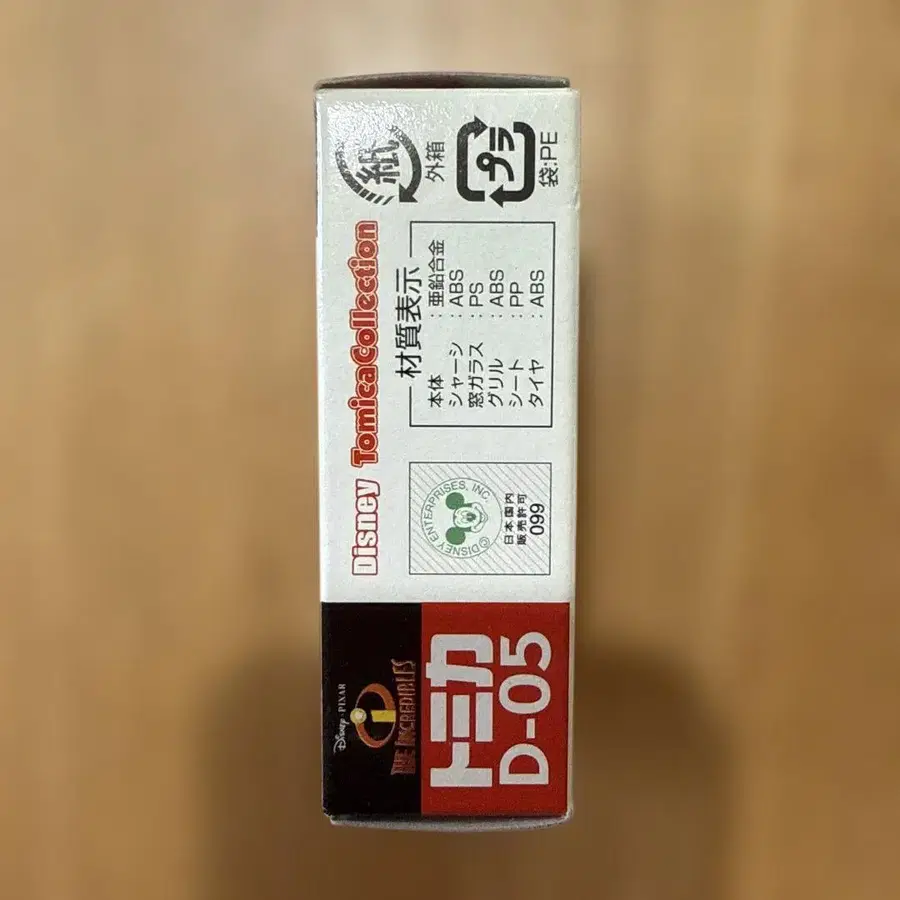 Disney・PIXAR
THE INCREDIBLES
トミカ
D-05
Disney Tomica Collection
©DISNEY ENTERPRISES, INC.
日本国内
販売許可
099
材質表示
本体 : 亜鉛合金
シャーシ : ABS
窓ガラス : PS
グリル : ABS
シート : PP
タイヤ : ABS
紙
外箱
プラ
袋:PE